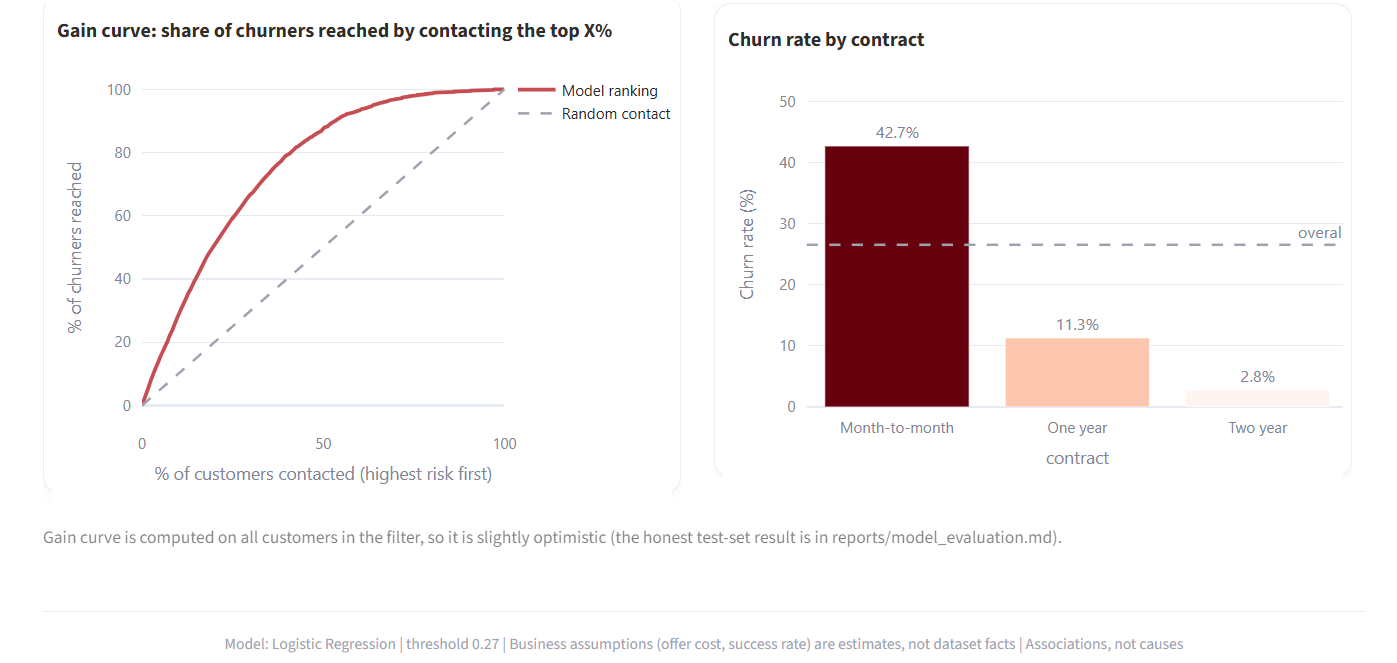 Gain curve: share of churners reached by contacting the top X%
100
80
60
40
20
0
% of churners reached
0
50
100
% of customers contacted (highest risk first)
Model ranking
Random contact
Churn rate by contract
50
40
30
20
10
0
Churn rate (%)
42.7%
11.3%
2.8%
overal
Month-to-month
One year
Two year
contract
Gain curve is computed on all customers in the filter, so it is slightly optimistic (the honest test-set result is in reports/model_evaluation.md).
Model: Logistic Regression | threshold 0.27 | Business assumptions (offer cost, success rate) are estimates, not dataset facts | Associations, not causes